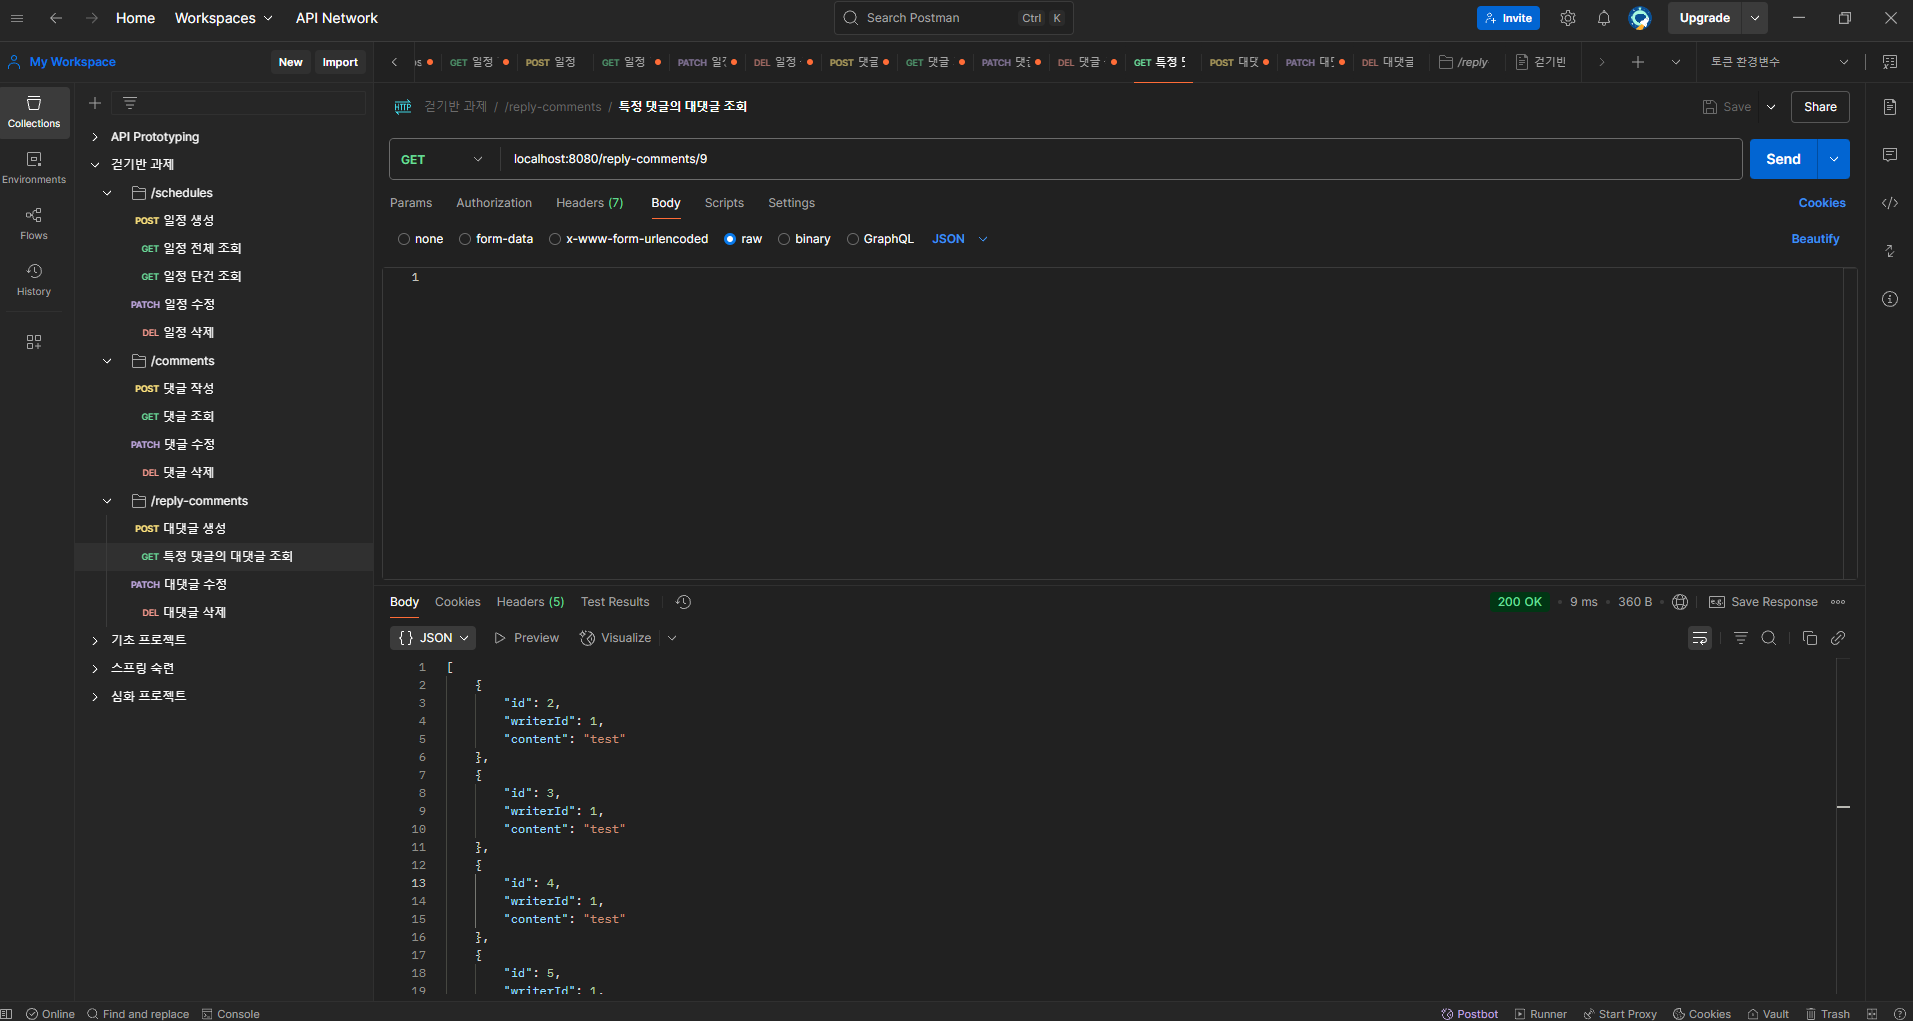 Home Workspaces API Network Search Postman Ctrl K Invite Upgrade
My Workspace New Import
GET 일정 POST 일정 GET 일정 PATCH DEL 일정 POST 댓글 GET 댓글 PATCH DEL 댓글 GET 특정 POST 대댓 PATCH DEL 대댓글 /reply 걷기반 토큰 환경변수
HTTP 걷기반 과제 / /reply-comments / 특정 댓글의 대댓글 조회 Save Share
GET localhost:8080/reply-comments/9 Send
Params Authorization Headers (7) Body Scripts Settings Cookies
none form-data x-www-form-urlencoded raw binary GraphQL JSON Beautify
1
Collections
Environments
Flows
History
API Prototyping
걷기반 과제
/schedules
POST 일정 생성
GET 일정 전체 조회
GET 일정 단건 조회
PATCH 일정 수정
DEL 일정 삭제
/comments
POST 댓글 작성
GET 댓글 조회
PATCH 댓글 수정
DEL 댓글 삭제
/reply-comments
POST 대댓글 생성
GET 특정 댓글의 대댓글 조회
PATCH 대댓글 수정
DEL 대댓글 삭제
기초 프로젝트
스프링 숙련
심화 프로젝트
Body Cookies Headers (5) Test Results 200 OK 9 ms 360 B Save Response
{} JSON Preview Visualize
1 [
2 {
3 "id": 2,
4 "writerId": 1,
5 "content": "test"
6 },
7 {
8 "id": 3,
9 "writerId": 1,
10 "content": "test"
11 },
12 {
13 "id": 4,
14 "writerId": 1,
15 "content": "test"
16 },
17 {
18 "id": 5,
19 "writerId": 1,
Online Find and replace Console Postbot Runner Start Proxy Cookies Vault Trash